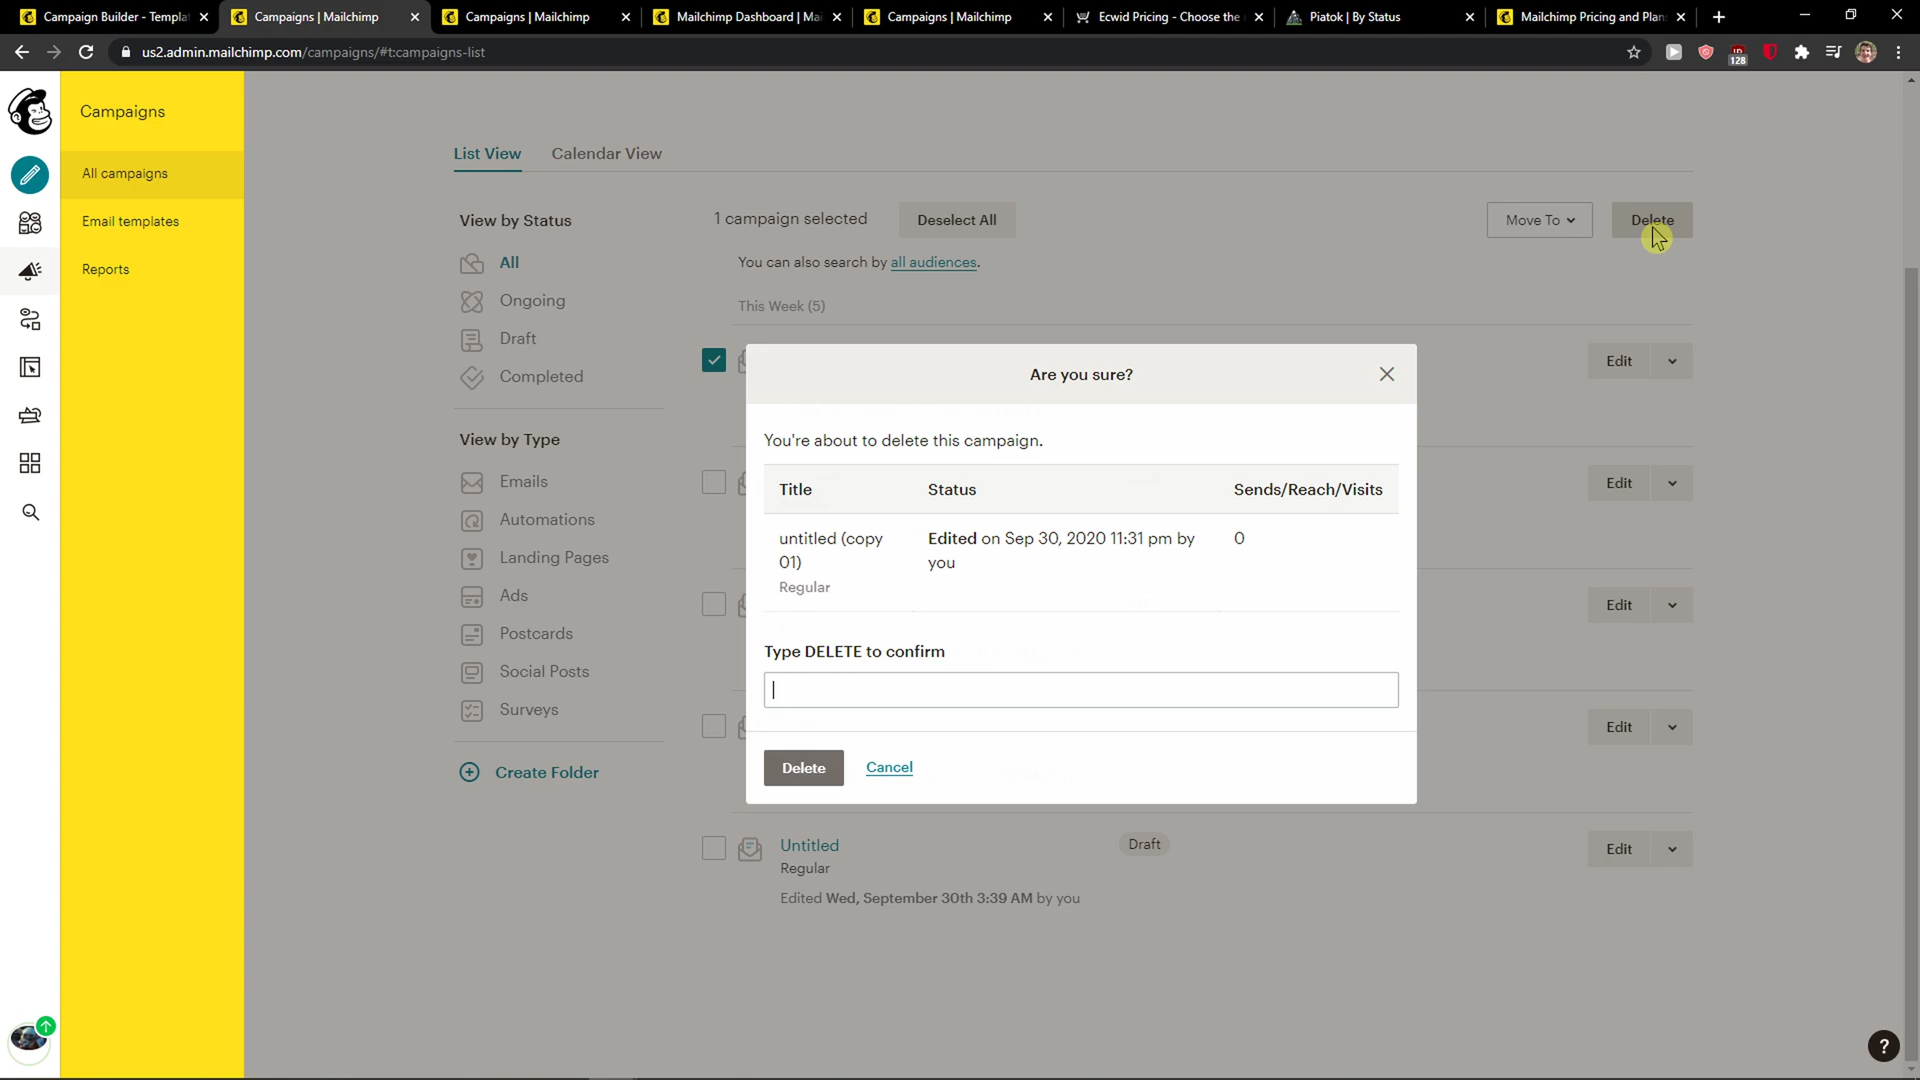 Campaign Builder - Templat
Campaigns | Mailchimp
Campaigns | Mailchimp
Mailchimp Dashboard | Mai
Campaigns | Mailchimp
Ecwid Pricing - Choose the
Piatok | By Status
Mailchimp Pricing and Plan
us2.admin.mailchimp.com/campaigns/#t:campaigns-list
128
Campaigns
All campaigns
Email templates
Reports
List View
Calendar View
View by Status
All
Ongoing
Draft
Completed
View by Type
Emails
Automations
Landing Pages
Ads
Postcards
Social Posts
Surveys
Create Folder
1 campaign selected
Deselect All
Move To
Delete
You can also search by all audiences.
This Week (5)
Edit
Edit
Edit
Edit
Are you sure?
You're about to delete this campaign.
Title
Status
Sends/Reach/Visits
untitled (copy
01)
Regular
Edited on Sep 30, 2020 11:31 pm by
you
0
Type DELETE to confirm
Delete
Cancel
Untitled
Draft
Edit
Regular
Edited Wed, September 30th 3:39 AM by you
?